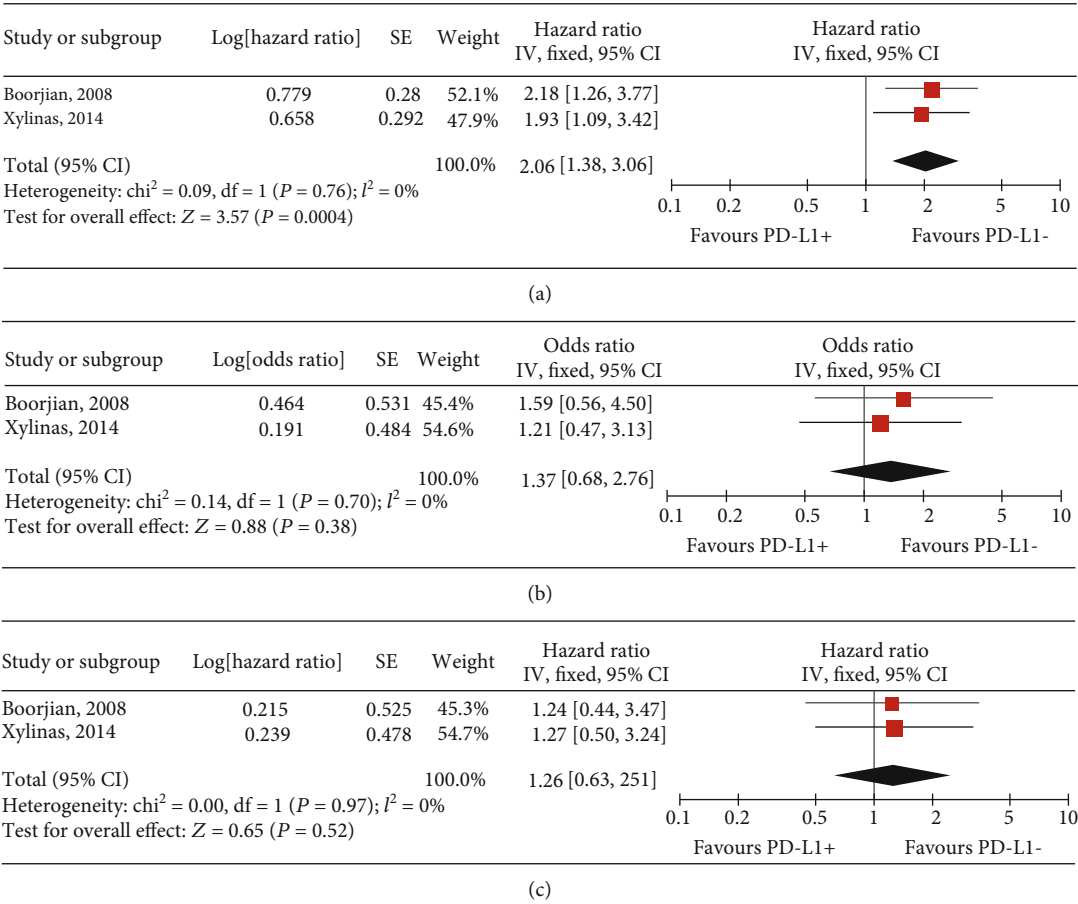 Study or subgroup Log[hazard ratio] SE Weight Hazard ratio IV, fixed, 95% CI Hazard ratio IV, fixed, 95% CI
Boorjian, 2008 0.779 0.28 52.1% 2.18 [1.26, 3.77]
Xylinas, 2014 0.658 0.292 47.9% 1.93 [1.09, 3.42]
Total (95% CI) 100.0% 2.06 [1.38, 3.06]
Heterogeneity: chi² = 0.09, df = 1 (P = 0.76); I² = 0%
Test for overall effect: Z = 3.57 (P = 0.0004)
0.1 0.2 0.5 1 2 5 10
Favours PD-L1+ Favours PD-L1-
(a)
Study or subgroup Log[odds ratio] SE Weight Odds ratio IV, fixed, 95% CI Odds ratio IV, fixed, 95% CI
Boorjian, 2008 0.464 0.531 45.4% 1.59 [0.56, 4.50]
Xylinas, 2014 0.191 0.484 54.6% 1.21 [0.47, 3.13]
Total (95% CI) 100.0% 1.37 [0.68, 2.76]
Heterogeneity: chi² = 0.14, df = 1 (P = 0.70); I² = 0%
Test for overall effect: Z = 0.88 (P = 0.38)
0.1 0.2 0.5 1 2 5 10
Favours PD-L1+ Favours PD-L1-
(b)
Study or subgroup Log[hazard ratio] SE Weight Hazard ratio IV, fixed, 95% CI Hazard ratio IV, fixed, 95% CI
Boorjian, 2008 0.215 0.525 45.3% 1.24 [0.44, 3.47]
Xylinas, 2014 0.239 0.478 54.7% 1.27 [0.50, 3.24]
Total (95% CI) 100.0% 1.26 [0.63, 251]
Heterogeneity: chi² = 0.00, df = 1 (P = 0.97); I² = 0%
Test for overall effect: Z = 0.65 (P = 0.52)
0.1 0.2 0.5 1 2 5 10
Favours PD-L1+ Favours PD-L1-
(c)